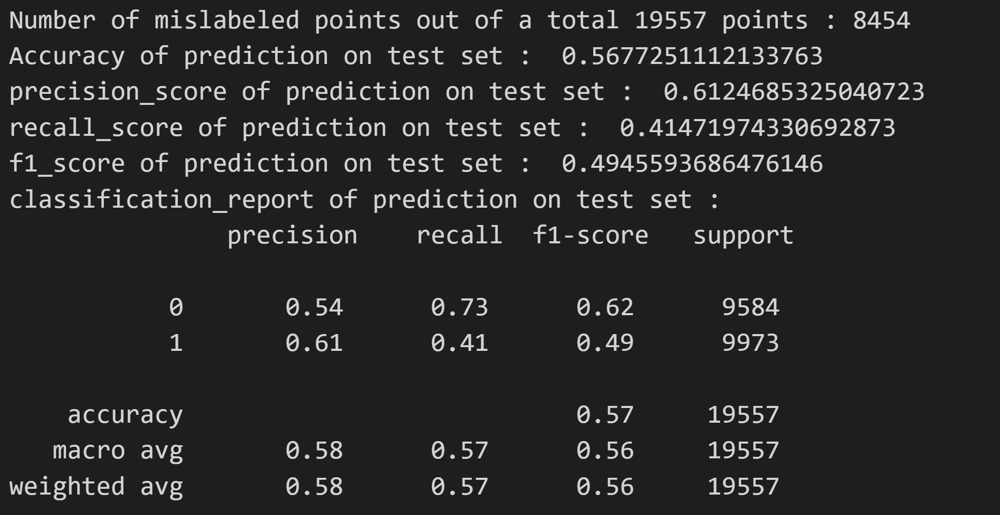 Number of mislabeled points out of a total 19557 points : 8454
Accuracy of prediction on test set :  0.5677251112133763
precision_score of prediction on test set :  0.6124685325040723
recall_score of prediction on test set :  0.41471974330692873
f1_score of prediction on test set :  0.4945593686476146
classification_report of prediction on test set :
               precision    recall  f1-score   support

           0       0.54      0.73      0.62      9584
           1       0.61      0.41      0.49      9973

    accuracy                           0.57     19557
   macro avg       0.58      0.57      0.56     19557
weighted avg       0.58      0.57      0.56     19557